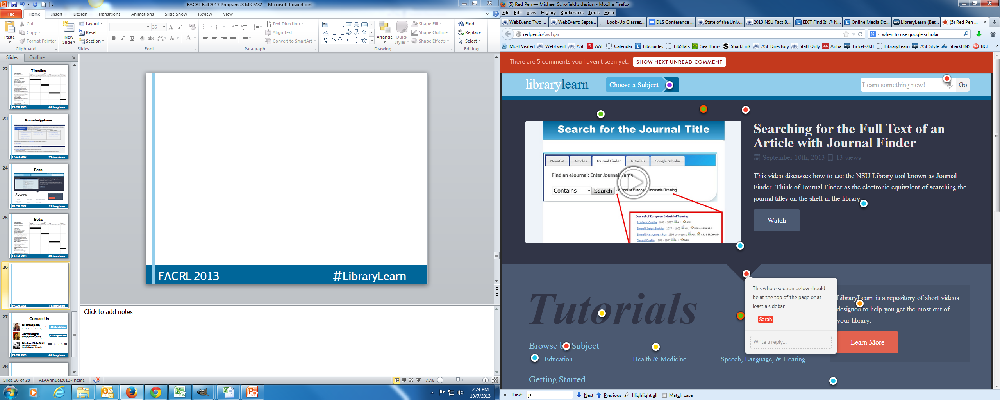 FACRL Fall 2013 Program JS MK MS2 - Microsoft PowerPoint
File Home Insert Design Transitions Animations Slide Show Review View
Paste
Cut
Copy
Format Painter
Clipboard
New Slide
Layout
Reset
Section
Slides
36
Font
Text Direction
Align Text
Convert to SmartArt
Paragraph
Arrange
Quick Styles
Shape Fill
Shape Outline
Shape Effects
Drawing
Find
Replace
Select
Editing
Slides Outline
22
Timeline
FACRL 2013 #LibraryLearn
23
Knowledgebase
FACRL 2013 #LibraryLearn
24
Beta
Learn
FACRL 2013 #LibraryLearn
25
Beta
FACRL 2013 #LibraryLearn
26
FACRL 2013 #LibraryLearn
27
Contact Us
FACRL 2013 #LibraryLearn
28
FACRL 2013 #LibraryLearn
Click to add notes
Slide 26 of 28 "ALAAnnual2013-Theme" 75%
2:24 PM
10/7/2013
(5) Red Pen — Michael Schofield's design - Mozilla Firefox
File Edit View History Bookmarks Tools Help
WebEvent: Two ... WebEvent: Septe... Look-Up Classes... DLS Conference ... State of the Univ... 2013 NSU Fact B... EDIT Find It! @ N... Online Media Do... LibraryLearn (Bet... (5) Red Pen ...
redpen.io/wv1gar
when to use google scholar
Most Visited WebEvent ASL AAL Calendar LibGuides LibStats Sea Thurs SharkLink ASL Directory Staff Only Ariba Tickets/KB LibraryLearn ASL Style SharkFINS BCL
There are 5 comments you haven't seen yet. SHOW NEXT UNREAD COMMENT
librarylearn
Choose a Subject
Learn something new! Go
Search for the Journal Title
NovaCat Articles Journal Finder Tutorials Google Scholar
Find an eJournal: Enter Journal Name
Contains Search Journal of European Industrial Training
Journal of European Industrial Training
Academic OneFile 1995 - 1997 ALL NSU
Emerald Insight Backfiles 1977 - 1993 ALL NSU & BROWARD
Emerald Management Plus 1994 to present ALL NSU & BROWARD
General OneFile 1995 - 1997 ALL NSU
Searching for the Full Text of an
Article with Journal Finder
September 10th, 2013 13 views
This video discusses how to use the NSU Library tool known as Journal
Finder. Think of Journal Finder as the electronic equivalent of searching the
journal titles on the shelf in the library.
Watch
This whole section below should
be at the top of the page or at
least a sidebar.
— Sarah
Write a reply...
Tutorials
LibraryLearn is a repository of short videos
designed to help you get the most out of
your library.
Learn More
Browse by Subject
Education Health & Medicine Speech, Language, & Hearing
Getting Started
Find: js Next Previous Highlight all Match case